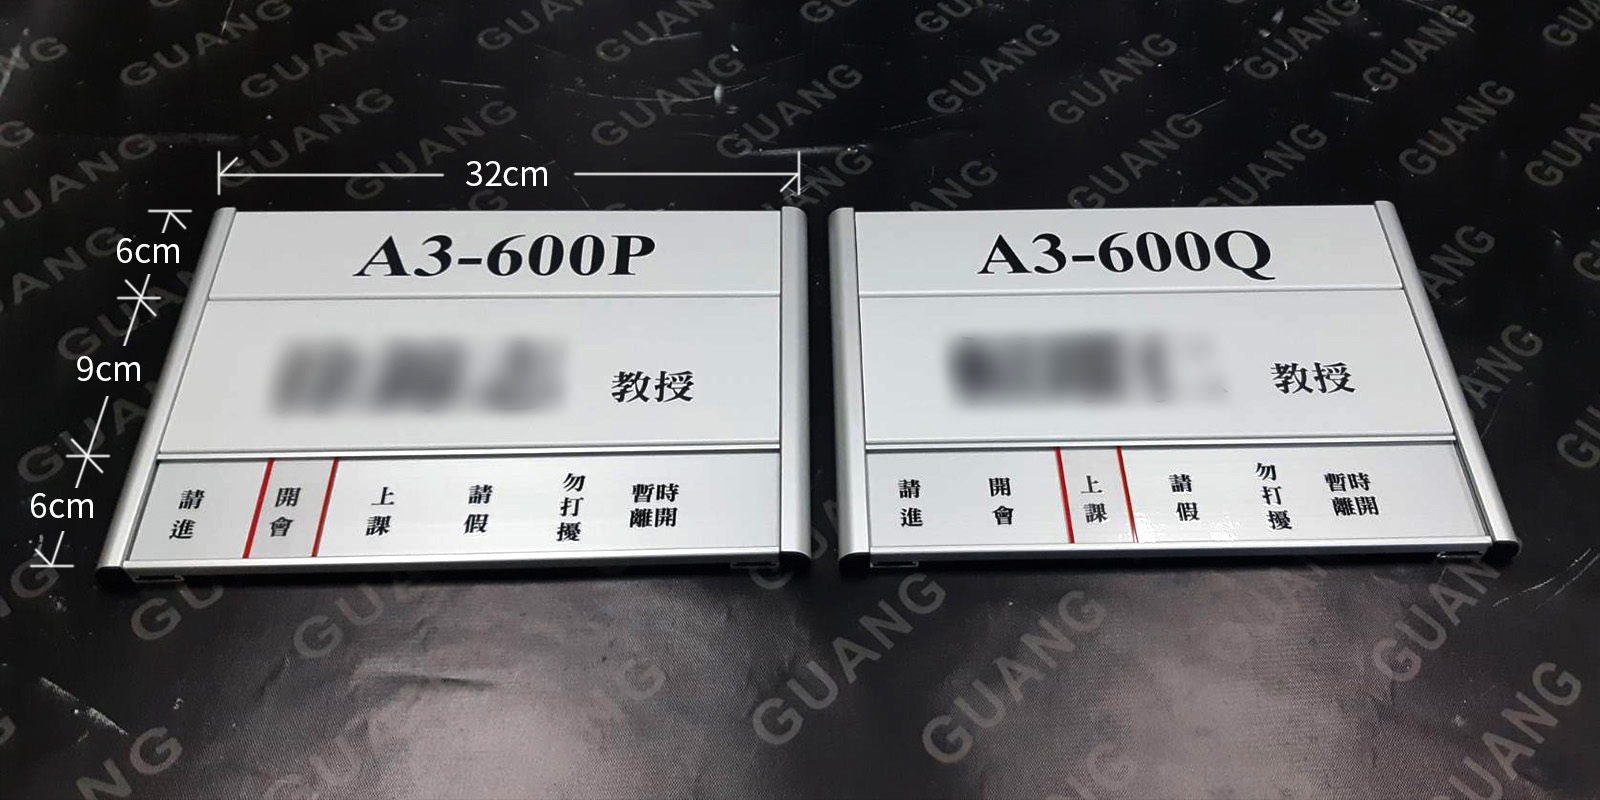 32cm
6cm
9cm
6cm
A3-600P
教授
請進
開會
上課
請假
勿打擾
暫時離開
A3-600Q
教授
請進
開會
上課
請假
勿打擾
暫時離開
GUANG